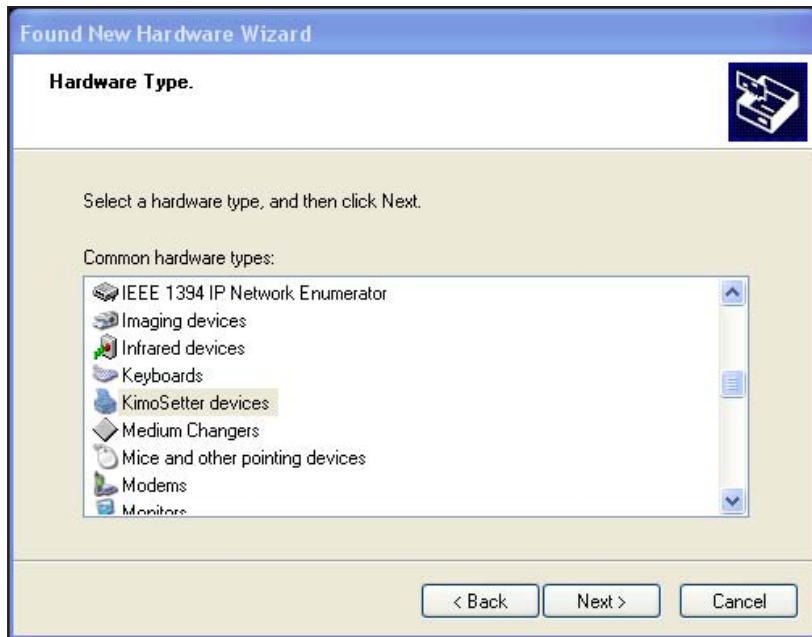 Found New Hardware Wizard
Hardware Type.
Select a hardware type, and then click Next.
Common hardware types:
IEEE 1394 IP Network Enumerator
Imaging devices
Infrared devices
Keyboards
KimoSetter devices
Medium Changers
Mice and other pointing devices
Modems
Monitors
< Back Next > Cancel